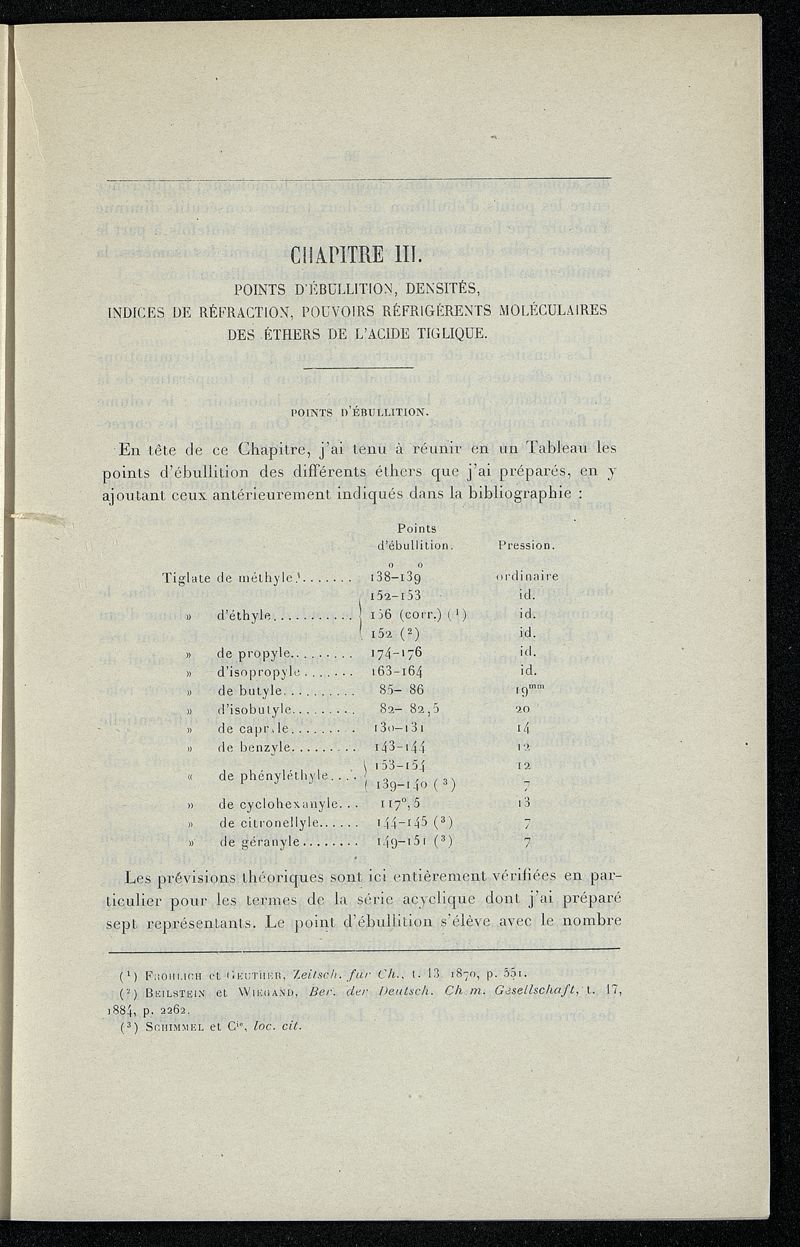 CHAPITRE III.
POINTS D'ÉBULLITION, DENSITÉS,
INDICES DE RÉFRACTION, POUVOIRS RÉFRIGÉRENTS MOLÉCULAIRES
DES ÉTHERS DE L'ACIDE TIGLIQUE.
POINTS D'ÉBULLITION.
En tête de ce Chapitre, j'ai tenu à réunir en un Tableau les
points d'ébullition des différents éthers que j'ai préparés, en y
ajoutant ceux antérieurement indiqués dans la bibliographie :
Points
d'ébullition. Pression.
o o
Tiglate de méthyle....... 138-139 ordinaire
152-153 id.
» d'éthyle........... 156 (corr.) (1) id.
152 (2) id.
» de propyle......... 174-176 id.
» d'isopropyle....... 163-164 id.
» de butyle.......... 85- 86 19mm
» d'isobutyle......... 82- 82,5 20
» de capryle......... 130-131 14
» de benzyle......... 143-144 12
153-154 12
« de phényléthyle.... 139-140 (3) 7
» de cyclohexanyle... 117°,5 13
» de citronellyle...... 144-145 (3) 7
» de géranyle........ 149-151 (3) 7
Les prévisions théoriques sont ici entièrement vérifiées en par-
ticulier pour les termes de la série acyclique dont j'ai préparé
sept représentants. Le point d'ébullition s'élève avec le nombre
(1) FROHLICH et GEUTHER, Zeitsch. fur Ch., t. 13, 1870, p. 551.
(2) BEILSTEIN et WIEGAND, Ber. der Deutsch. Chem. Gesellschaft, t. 17,
1884, p. 2262.
(3) SCHIMMEL et Cie, loc. cit.